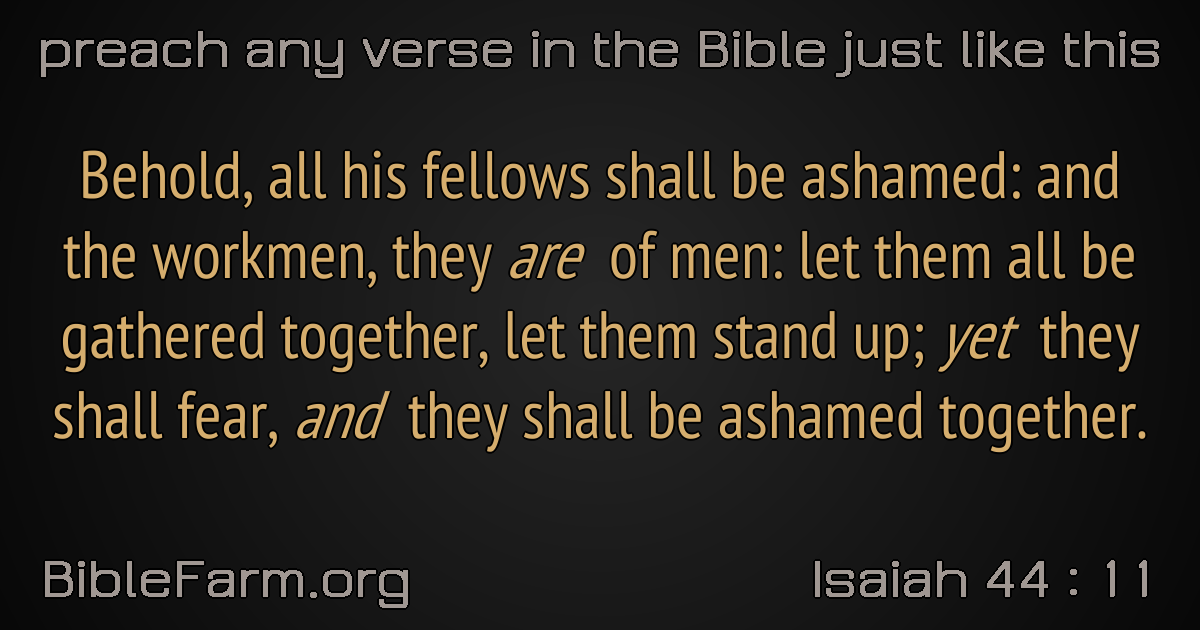 preach any verse in the Bible just like this
Behold, all his fellows shall be ashamed: and
the workmen, they are of men: let them all be
gathered together, let them stand up; yet they
shall fear, and they shall be ashamed together.
BibleFarm.org
Isaiah 44 : 11